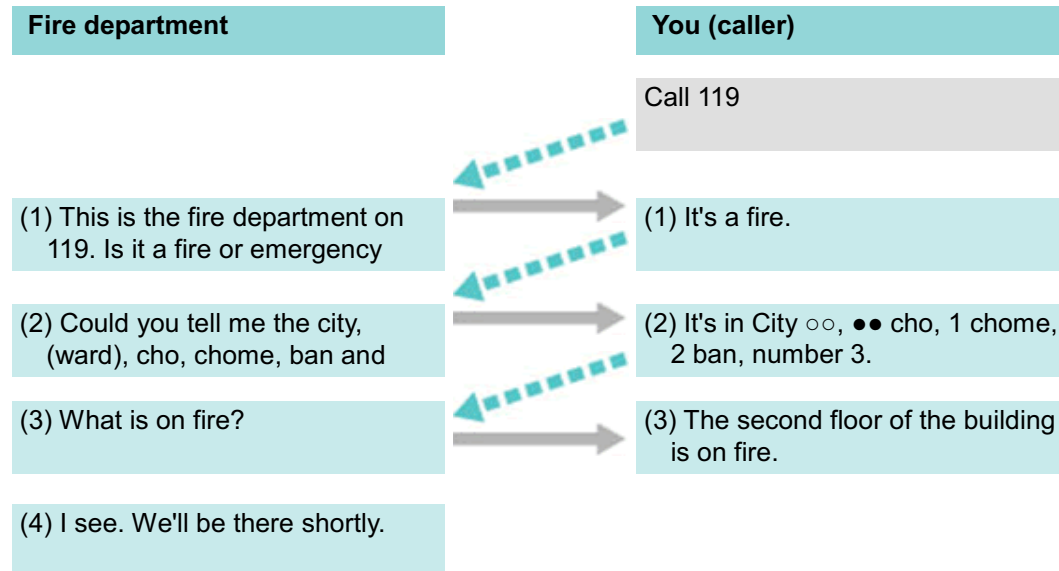 Fire department
You (caller)
Call 119
(1) This is the fire department on
119. Is it a fire or emergency
(1) It's a fire.
(2) Could you tell me the city,
(ward), cho, chome, ban and
(2) It's in City ○○, ●● cho, 1 chome,
2 ban, number 3.
(3) What is on fire?
(3) The second floor of the building
is on fire.
(4) I see. We'll be there shortly.